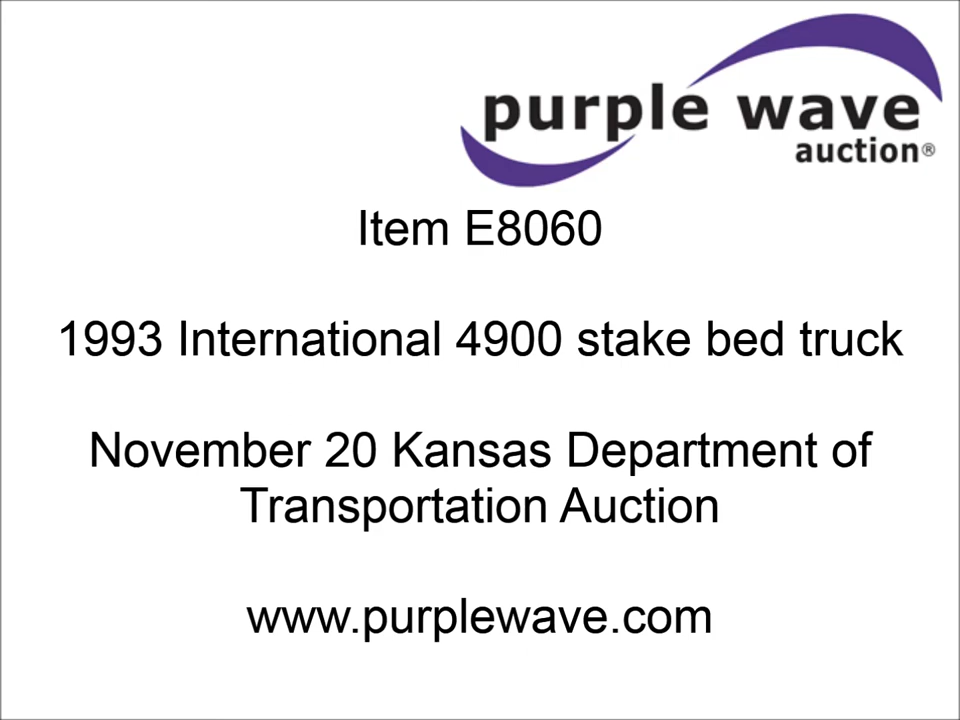 purple wave
auction®
Item E8060
1993 International 4900 stake bed truck
November 20 Kansas Department of
Transportation Auction
www.purplewave.com